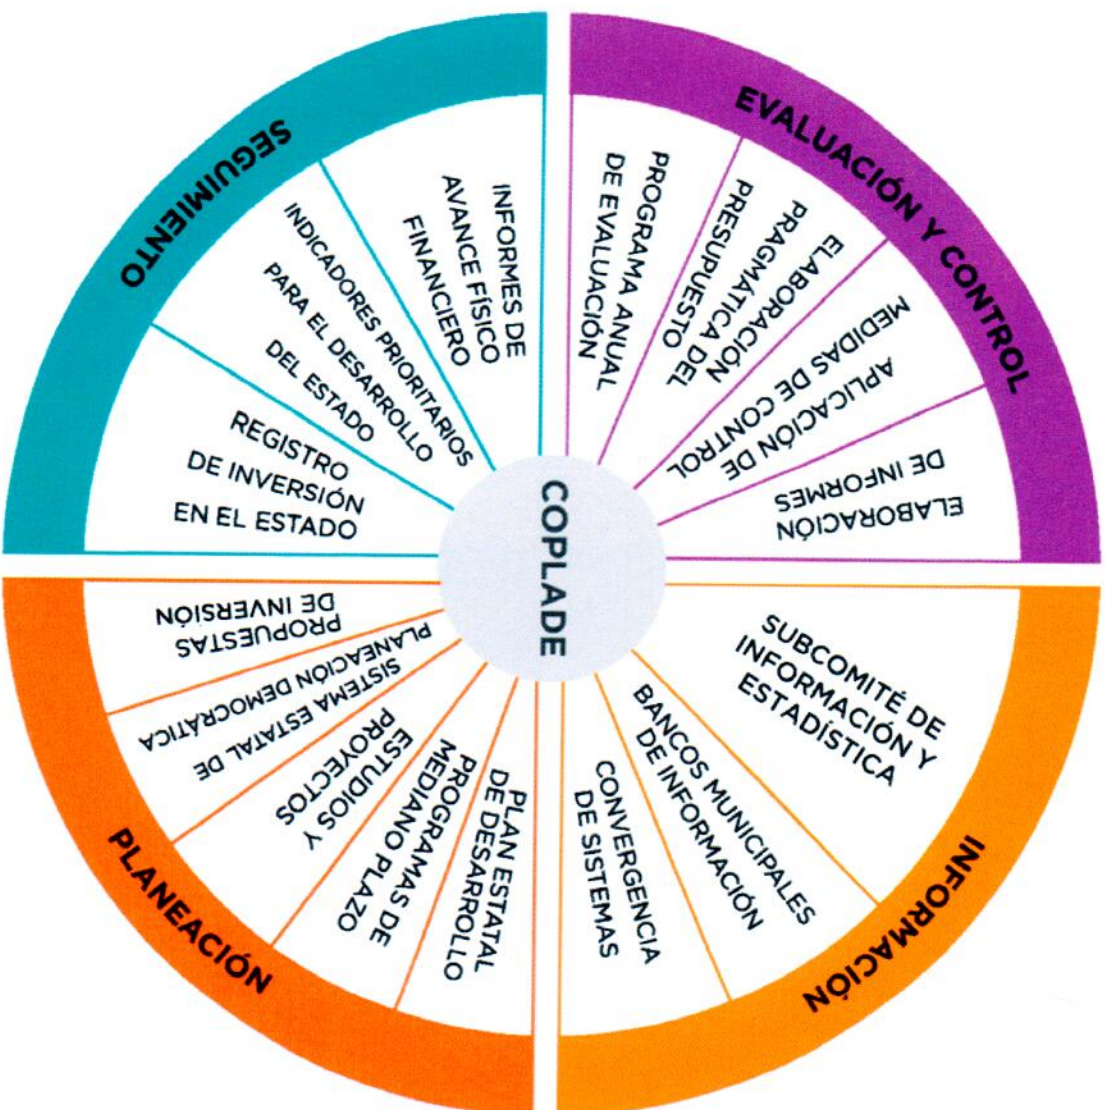 COPLADE
EVALUACIÓN Y CONTROL
PROGRAMA ANUAL
DE EVALUACIÓN
ELABORACIÓN
PRAGMÁTICA DEL
PRESUPUESTO
APLICACIÓN DE
MEDIDAS DE CONTROL
ELABORACIÓN
DE INFORMES
INFORMACIÓN
SUBCOMITÉ DE
INFORMACIÓN Y
ESTADÍSTICA
BANCOS MUNICIPALES
DE INFORMACIÓN
CONVERGENCIA
DE SISTEMAS
PLANEACIÓN
PLAN ESTATAL
DE DESARROLLO
PROGRAMAS DE
MEDIANO PLAZO
ESTUDIOS Y
PROYECTOS
SISTEMA ESTATAL DE
PLANEACIÓN DEMOCRÁTICA
PROPUESTAS
DE INVERSIÓN
SEGUIMIENTO
REGISTRO
DE INVERSIÓN
EN EL ESTADO
INDICADORES PRIORITARIOS
PARA EL DESARROLLO
DEL ESTADO
INFORMES DE
AVANCE FÍSICO
FINANCIERO